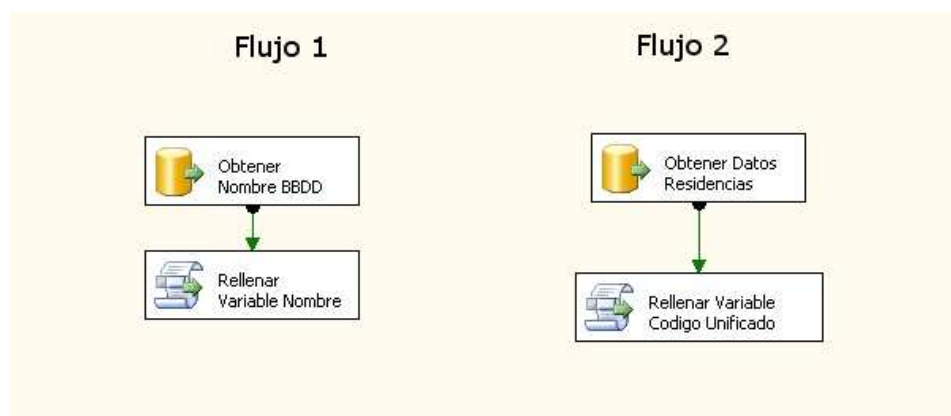 Flujo 1
Flujo 2
Obtener
Nombre BBDD
Rellenar
Variable Nombre
Obtener Datos
Residencias
Rellenar Variable
Codigo Unificado